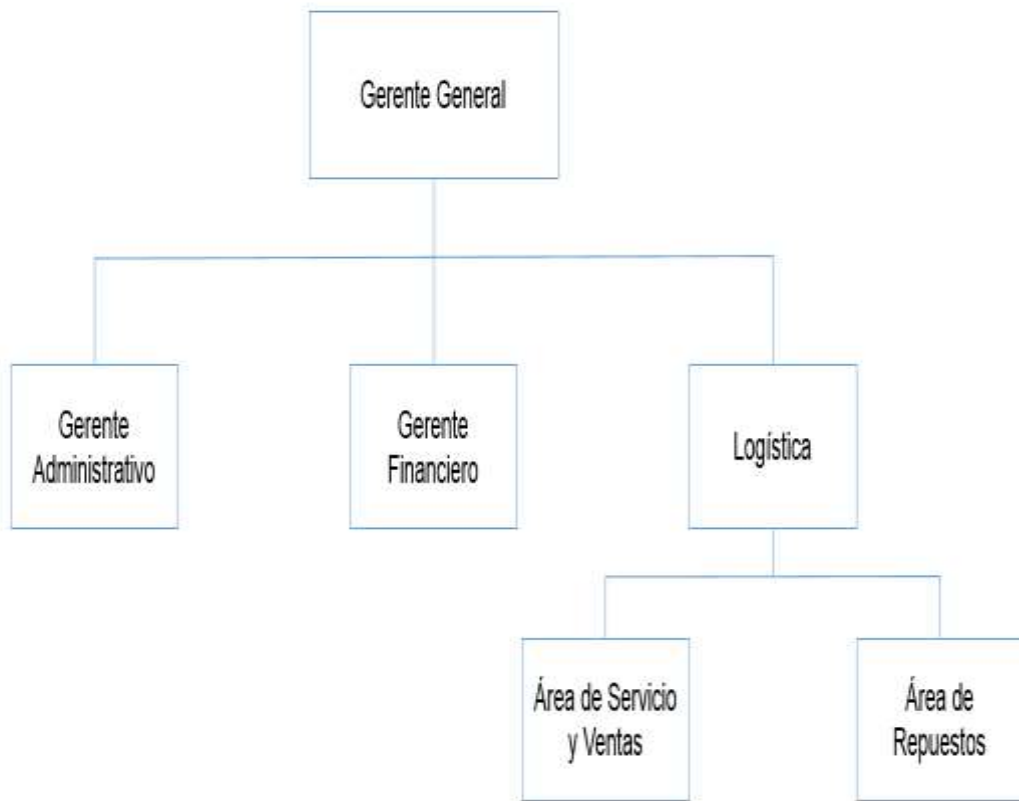 Gerente General
Gerente
Administrativo
Gerente
Financiero
Logística
Área de Servicio
y Ventas
Área de
Repuestos